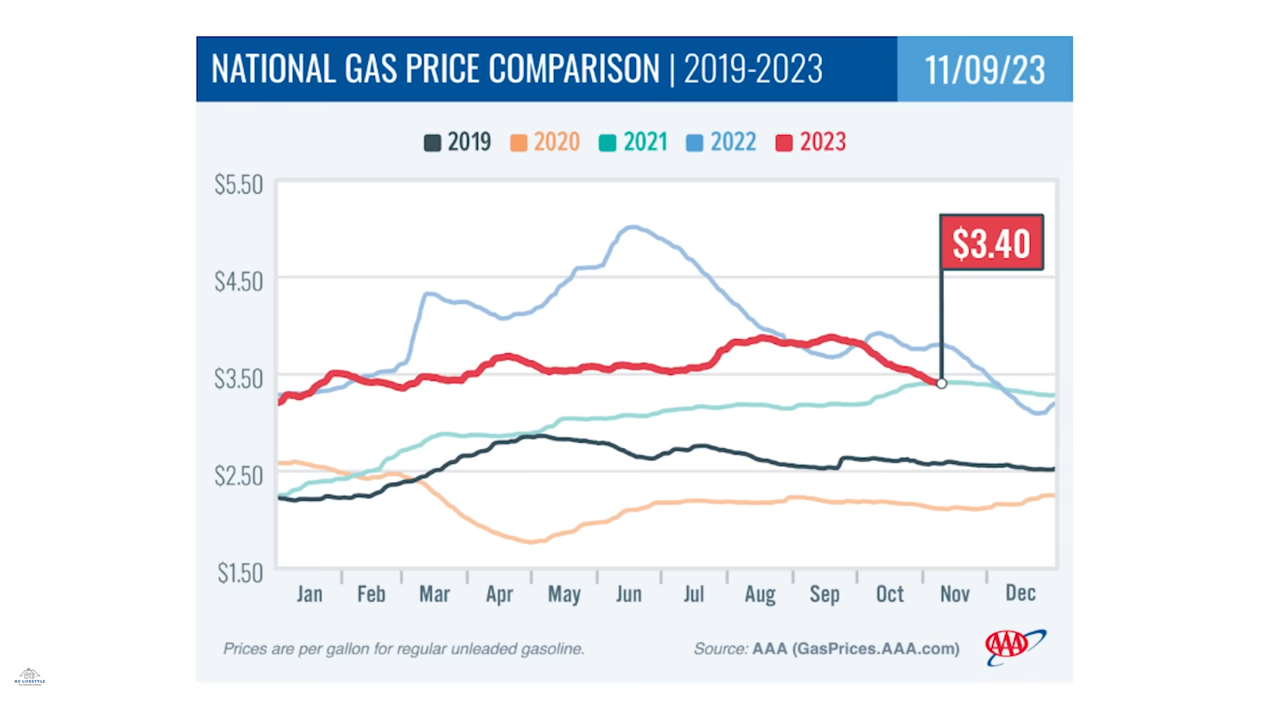 NATIONAL GAS PRICE COMPARISON | 2019-2023
11/09/23
2019 2020 2021 2022 2023
$5.50
$3.40
$4.50
$3.50
$2.50
$1.50
Jan Feb Mar Apr May Jun Jul Aug Sep Oct Nov Dec
Prices are per gallon for regular unleaded gasoline.
Source: AAA (GasPrices.AAA.com)
AAA
RV LIFESTYLE